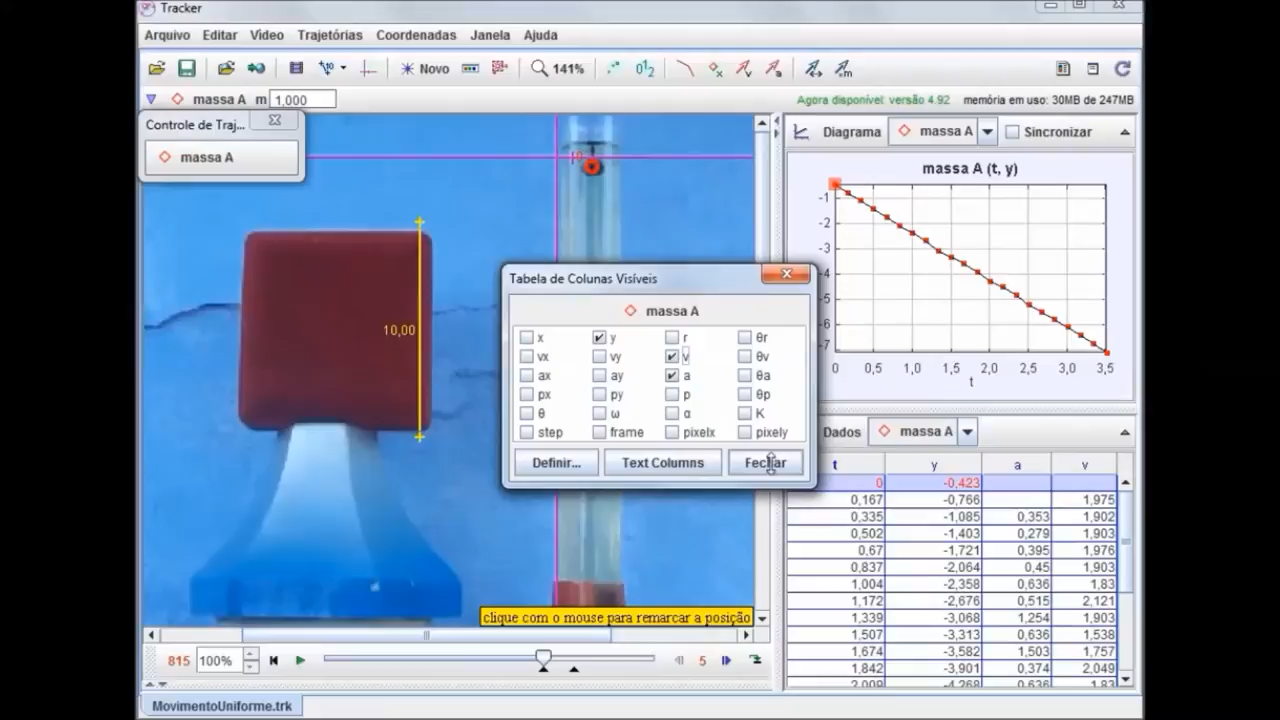 Tracker
Arquivo Editar Vídeo Trajetórias Coordenadas Janela Ajuda
Novo 141%
massa A m 1,000 Agora disponível: versão 4.92 memória em uso: 30MB de 247MB
Controle de Traj...
massa A
Diagrama massa A Sincronizar
massa A (t, y)
-1
-2
-3
-4
-5
-6
-7
0 0,5 1,0 1,5 2,0 2,5 3,0 3,5
t
10,00
Tabela de Colunas Visíveis
massa A
x y r θr
vx vy v θv
ax ay a θa
px py p θp
θ ω α K
step frame pixelx pixely
Definir... Text Columns Fechar
Dados massa A
t y a v
0 -0,423
0,167 -0,766 1,975
0,335 -1,085 0,353 1,902
0,502 -1,403 0,279 1,903
0,67 -1,721 0,395 1,976
0,837 -2,064 0,45 1,903
1,004 -2,358 0,636 1,83
1,172 -2,676 0,515 2,121
1,339 -3,068 1,254 1,903
1,507 -3,313 0,636 1,538
1,674 -3,582 1,503 1,757
1,842 -3,901 0,374 2,049
2,009 -4,268 0,636 1,83
clique com o mouse para remarcar a posição
815 100% 5
MovimentoUniforme.trk